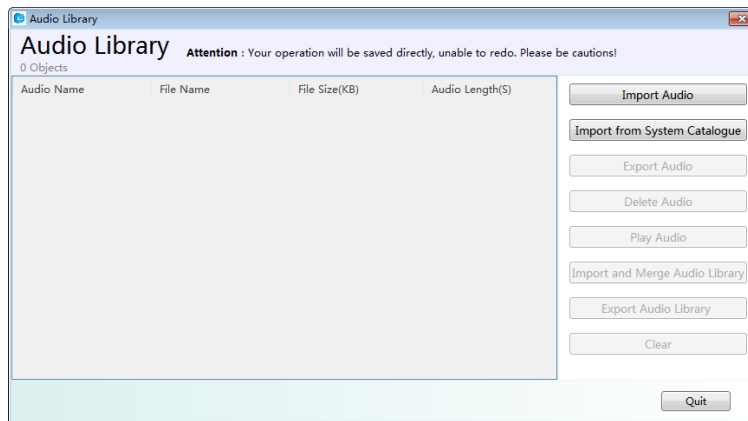 Audio Library
Audio Library Attention : Your operation will be saved directly, unable to redo. Please be cautions!
0 Objects
Audio Name File Name File Size(KB) Audio Length(S)
Import Audio
Import from System Catalogue
Export Audio
Delete Audio
Play Audio
Import and Merge Audio Library
Export Audio Library
Clear
Quit